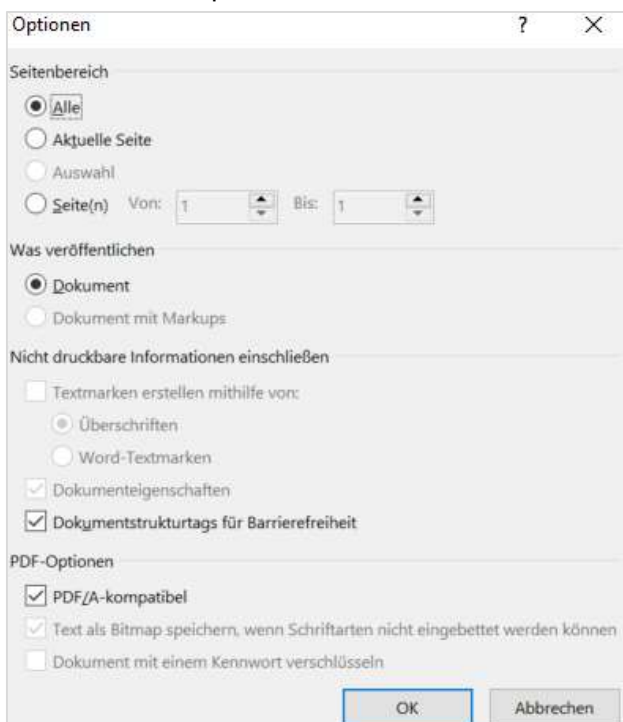 Optionen ? X
Seitenbereich
Alle
Aktuelle Seite
Auswahl
Seite(n) Von: 1 Bis: 1
Was veröffentlichen
Dokument
Dokument mit Markups
Nicht druckbare Informationen einschließen
Textmarken erstellen mithilfe von:
Überschriften
Word-Textmarken
Dokumenteigenschaften
Dokumentstrukturtags für Barrierefreiheit
PDF-Optionen
PDF/A-kompatibel
Text als Bitmap speichern, wenn Schriftarten nicht eingebettet werden können
Dokument mit einem Kennwort verschlüsseln
OK Abbrechen